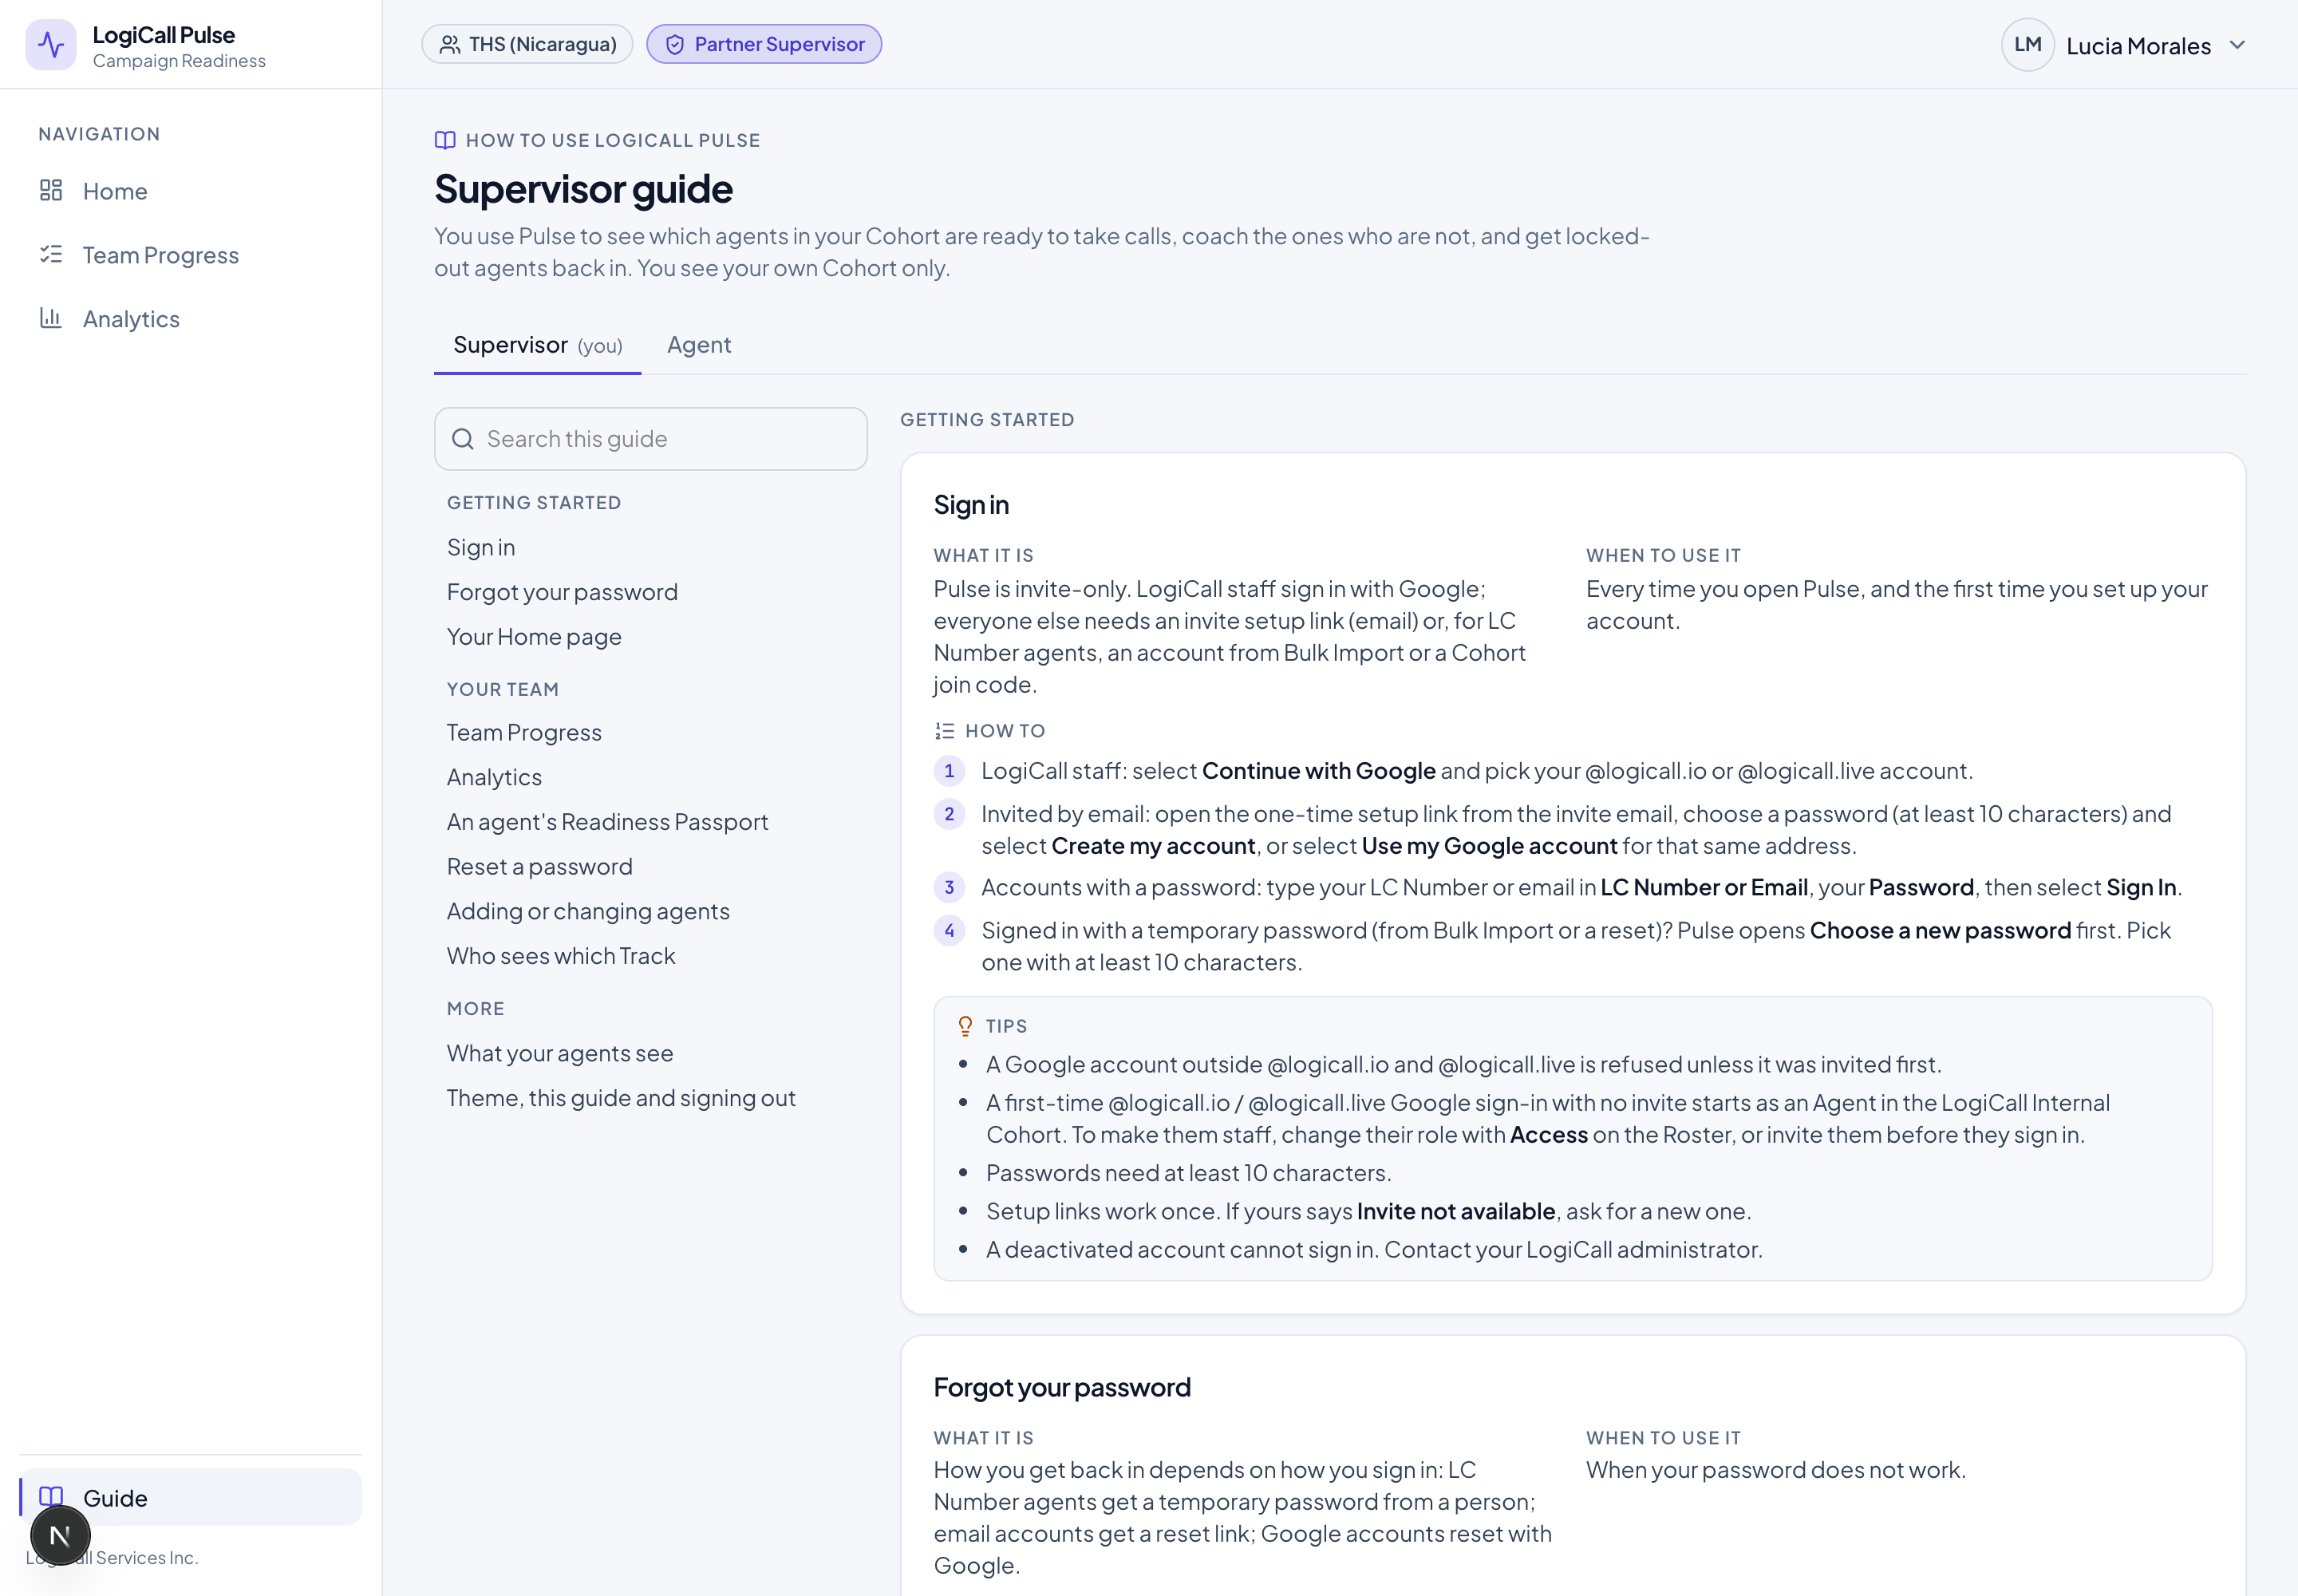 LogiCall Pulse
Campaign Readiness
THS (Nicaragua)
Partner Supervisor
LM
Lucia Morales
NAVIGATION
Home
Team Progress
Analytics
HOW TO USE LOGICALL PULSE
Supervisor guide
You use Pulse to see which agents in your Cohort are ready to take calls, coach the ones who are not, and get locked-
out agents back in. You see your own Cohort only.
Supervisor (you)
Agent
Search this guide
GETTING STARTED
Sign in
Forgot your password
Your Home page
YOUR TEAM
Team Progress
Analytics
An agent's Readiness Passport
Reset a password
Adding or changing agents
Who sees which Track
MORE
What your agents see
Theme, this guide and signing out
GETTING STARTED
Sign in
WHAT IT IS
Pulse is invite-only. LogiCall staff sign in with Google;
everyone else needs an invite setup link (email) or, for LC
Number agents, an account from Bulk Import or a Cohort
join code.
WHEN TO USE IT
Every time you open Pulse, and the first time you set up your
account.
HOW TO
1 LogiCall staff: select Continue with Google and pick your @logicall.io or @logicall.live account.
2 Invited by email: open the one-time setup link from the invite email, choose a password (at least 10 characters) and
select Create my account, or select Use my Google account for that same address.
3 Accounts with a password: type your LC Number or email in LC Number or Email, your Password, then select Sign In.
4 Signed in with a temporary password (from Bulk Import or a reset)? Pulse opens Choose a new password first. Pick
one with at least 10 characters.
TIPS
• A Google account outside @logicall.io and @logicall.live is refused unless it was invited first.
• A first-time @logicall.io / @logicall.live Google sign-in with no invite starts as an Agent in the LogiCall Internal
Cohort. To make them staff, change their role with Access on the Roster, or invite them before they sign in.
• Passwords need at least 10 characters.
• Setup links work once. If yours says Invite not available, ask for a new one.
• A deactivated account cannot sign in. Contact your LogiCall administrator.
Forgot your password
WHAT IT IS
How you get back in depends on how you sign in: LC
Number agents get a temporary password from a person;
email accounts get a reset link; Google accounts reset with
Google.
WHEN TO USE IT
When your password does not work.
Guide
N
Services Inc.